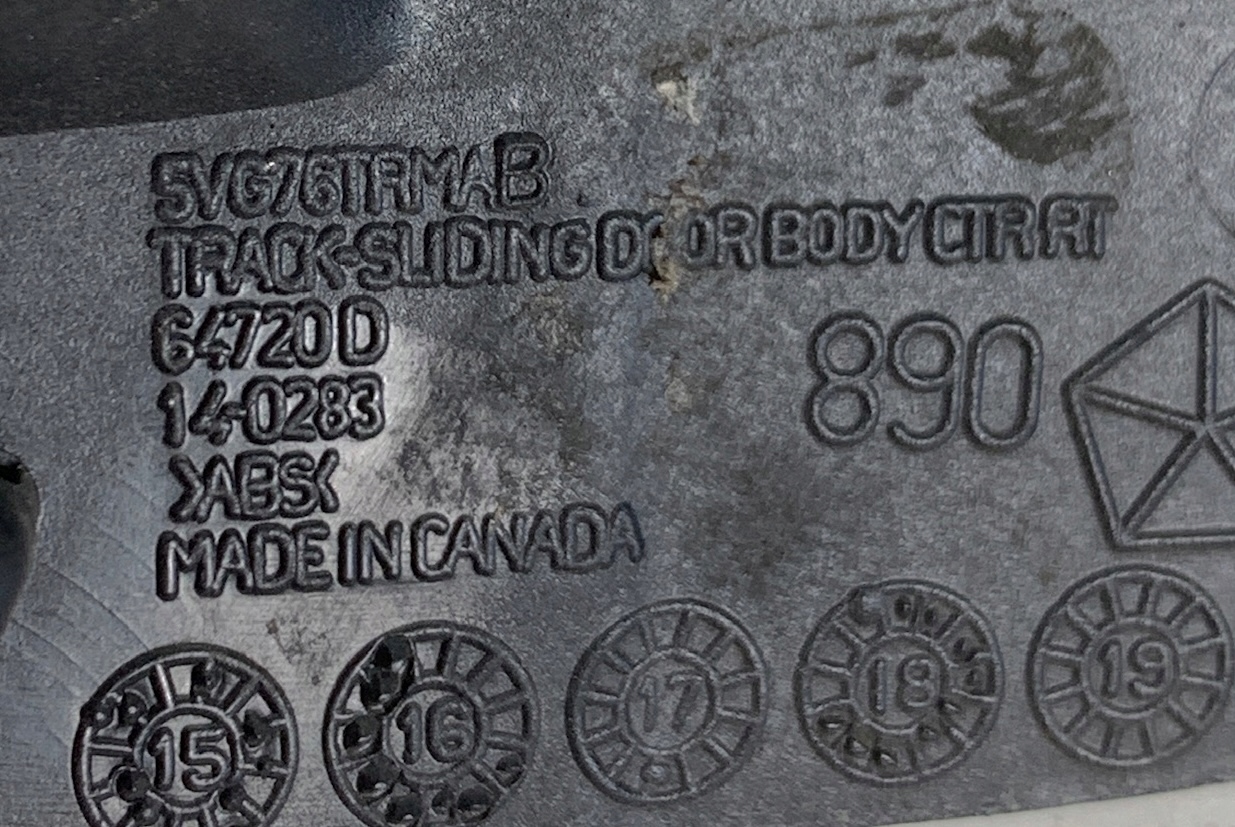 5VG76TRMAB
TRACK-SLIDING DOOR BODY CTR RT
64720D
14-0283
>ABS<
MADE IN CANADA
890
15 16 17 18 19